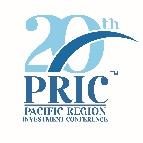 20th
PRIC™
PACIFIC REGION
INVESTMENT CONFERENCE